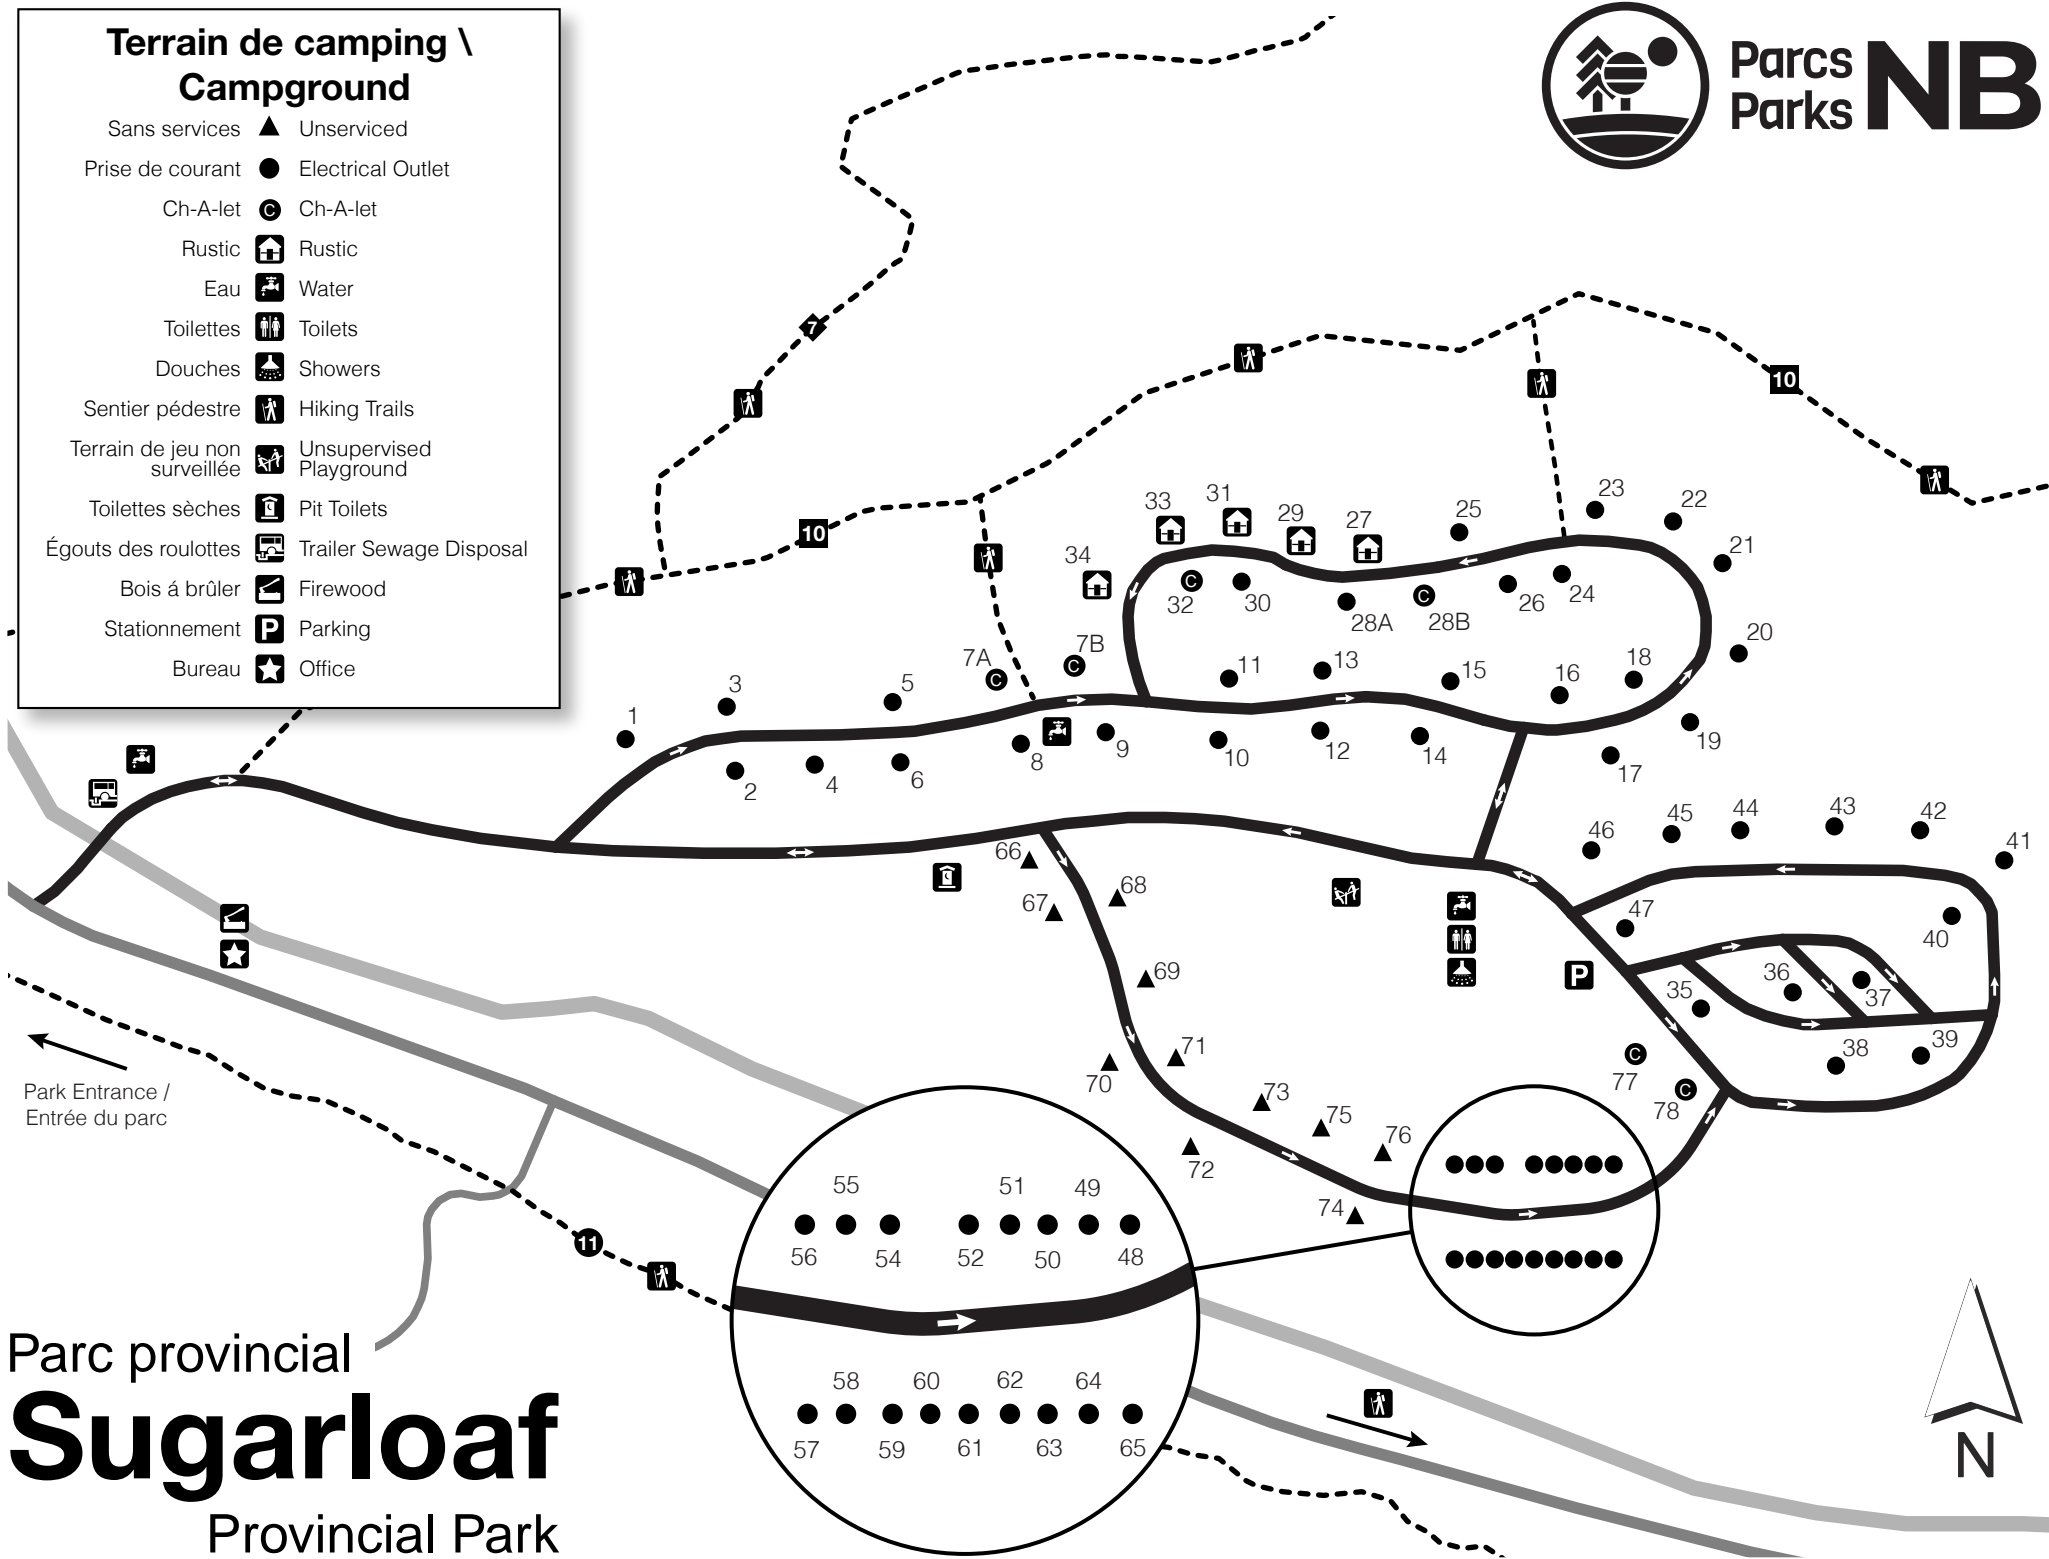 Terrain de camping \
Campground
Sans services Unserviced
Prise de courant Electrical Outlet
Ch-A-let C Ch-A-let
Rustic Rustic
Eau Water
Toilettes Toilets
Douches Showers
Sentier pédestre Hiking Trails
Terrain de jeu non Unsupervised
surveillée Playground
Toilettes sèches Pit Toilets
Égouts des roulottes Trailer Sewage Disposal
Bois á brûler Firewood
Stationnement P Parking
Bureau Office
Parcs
Parks
NB
7
10
10
23
22
31
33
29
25
27
21
34
32
30
28A
28B
26
24
C
C
20
7B
7A
C
C
11
13
15
16
18
3
5
1
19
2
4
6
8
9
10
12
14
17
46
45
44
43
42
41
66
67
68
47
40
69
P
36
35
37
70
71
38
39
C
77
C
78
73
75
76
72
74
Park Entrance /
Entrée du parc
11
55
51
49
56
54
52
50
48
58
60
62
64
57
59
61
63
65
Parc provincial
Sugarloaf
Provincial Park
N